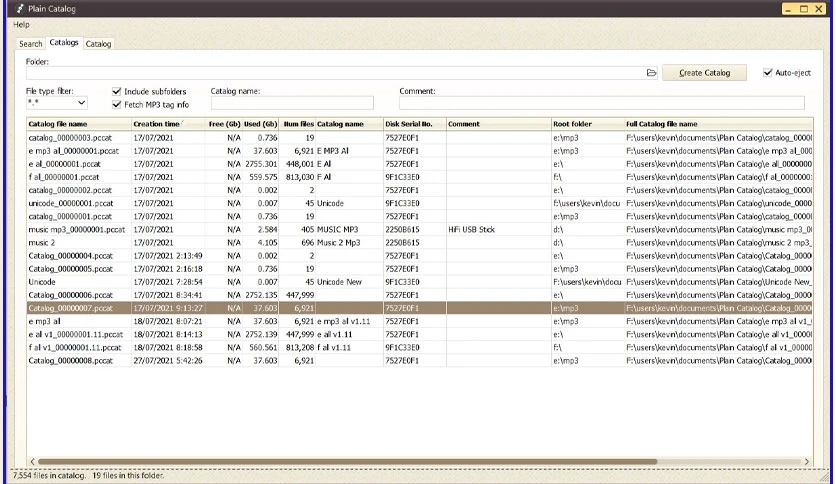 Plain Catalog
Help
Search Catalogs Catalog
Folder:
Create Catalog Auto-eject
File type filter: Include subfolders Catalog name: Comment:
*.* Fetch MP3 tag info
Catalog file name Creation time Free (Gb) Used (Gb) Num files Catalog name Disk Serial No. Comment Root folder Full Catalog file name
catalog_00000003.pccat 17/07/2021 N/A 0.736 19 7527E0F1 e:\mp3 F:\users\kevin\documents\Plain Catalog\catalog_0000
e mp3 al_00000001.pccat 17/07/2021 N/A 37.603 6,921 E MP3 Al 7527E0F1 e:\mp3 F:\users\kevin\documents\Plain Catalog\e mp3 al_00
e al_00000001.pccat 17/07/2021 N/A 2755.301 448,001 E Al 7527E0F1 e:\ F:\users\kevin\documents\Plain Catalog\e al_000000
f al_00000001.pccat 17/07/2021 N/A 559.575 813,030 F Al 9F1C33E0 f:\ F:\users\kevin\documents\Plain Catalog\f al_0000000
catalog_00000002.pccat 17/07/2021 N/A 0.002 2 7527E0F1 e:\ F:\users\kevin\documents\Plain Catalog\catalog_0000
unicode_00000001.pccat 17/07/2021 N/A 0.002 45 Unicode 9F1C33E0 f:\users\kevin\docu F:\users\kevin\documents\Plain Catalog\unicode_0000
catalog_00000001.pccat 17/07/2021 N/A 0.736 19 7527E0F1 e:\mp3 F:\users\kevin\documents\Plain Catalog\catalog_0000
music mp3_00000001.pccat 17/07/2021 N/A 2.584 405 MUSIC MP3 2250B615 HiFi USB Stick d:\ F:\users\kevin\documents\Plain Catalog\music mp3_00
music 2 17/07/2021 N/A 4.105 696 Music 2 Mp3 2250B615 d:\ F:\users\kevin\documents\Plain Catalog\music 2 mp3_
Catalog_00000004.pccat 17/07/2021 2:13:49 N/A 0.002 2 7527E0F1 e:\ F:\users\kevin\documents\Plain Catalog\Catalog_0000
Catalog_00000005.pccat 17/07/2021 2:16:18 N/A 0.736 19 7527E0F1 e:\mp3 F:\users\kevin\documents\Plain Catalog\Catalog_0000
Unicode 17/07/2021 7:28:54 N/A 0.002 45 Unicode New 9F1C33E0 F:\users\kevin\docu F:\users\kevin\documents\Plain Catalog\Unicode New_
Catalog_00000006.pccat 17/07/2021 8:34:41 N/A 2752.135 447,999 7527E0F1 e:\ F:\users\kevin\documents\Plain Catalog\Catalog_0000
Catalog_00000007.pccat 17/07/2021 9:13:27 N/A 37.603 6,921 7527E0F1 e:\mp3 F:\users\kevin\documents\Plain Catalog\Catalog_0000
e mp3 all 18/07/2021 8:07:21 N/A 37.603 6,921 e mp3 al v1.11 7527E0F1 e:\mp3 F:\users\kevin\documents\Plain Catalog\e mp3 al v1_
e all v1_00000001.11.pccat 18/07/2021 8:14:13 N/A 2752.139 447,999 e all v1.11 7527E0F1 e:\ F:\users\kevin\documents\Plain Catalog\e all v1_0000
f all v1_00000001.11.pccat 18/07/2021 8:18:58 N/A 560.561 813,208 f all v1.11 9F1C33E0 f:\ F:\users\kevin\documents\Plain Catalog\f all v1_0000
Catalog_00000008.pccat 27/07/2021 5:42:26 N/A 37.603 6,921 7527E0F1 e:\mp3 F:\users\kevin\documents\Plain Catalog\Catalog_0000
7,554 files in catalog. 19 files in this folder.